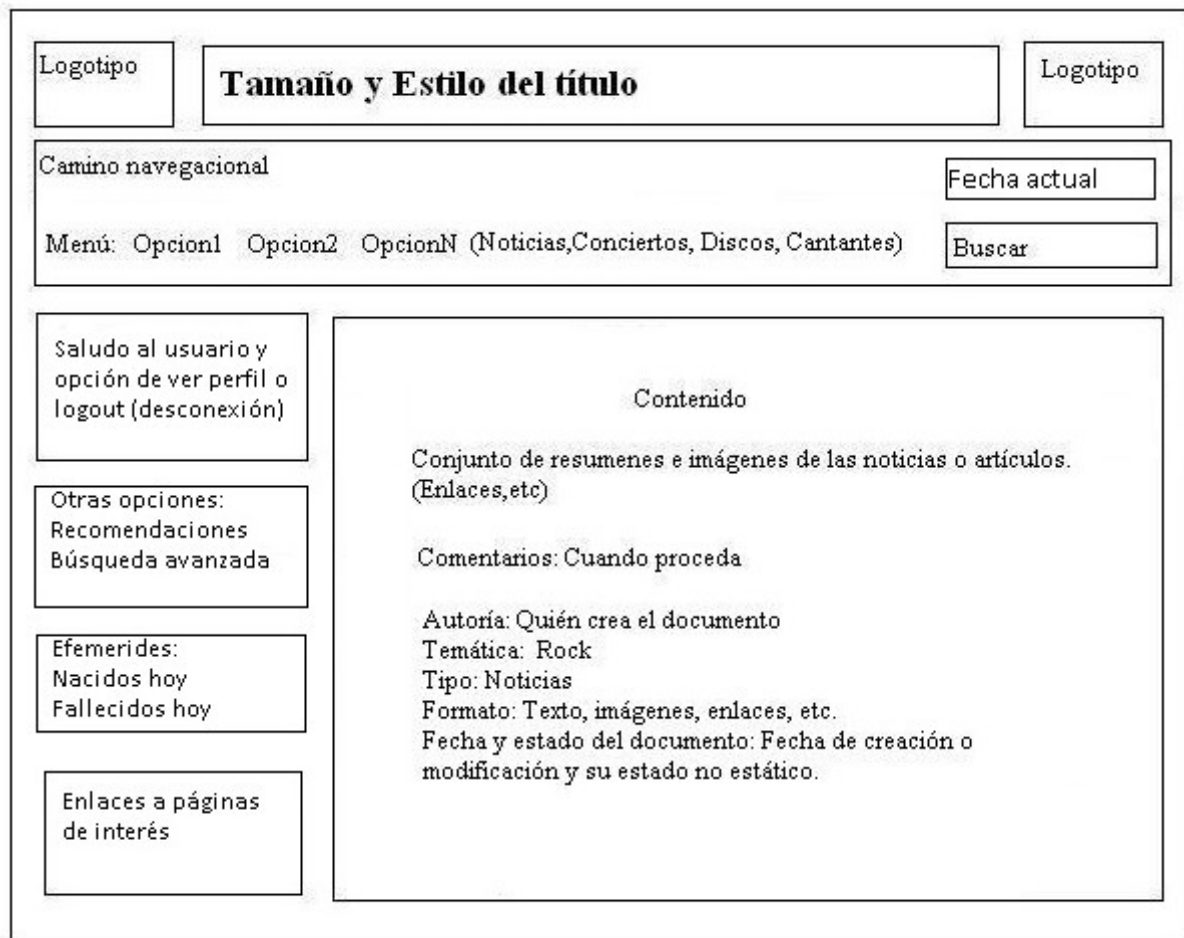 Logotipo
Tamaño y Estilo del título
Logotipo
Camino navegacional
Fecha actual
Menú: Opcion1 Opcion2 OpcionN (Noticias,Conciertos, Discos, Cantantes)
Buscar
Saludo al usuario y
opción de ver perfil o
logout (desconexión)
Otras opciones:
Recomendaciones
Búsqueda avanzada
Efemerides:
Nacidos hoy
Fallecidos hoy
Enlaces a páginas
de interés
Contenido
Conjunto de resumenes e imágenes de las noticias o artículos.
(Enlaces,etc)
Comentarios: Cuando proceda
Autoría: Quién crea el documento
Temática: Rock
Tipo: Noticias
Formato: Texto, imágenes, enlaces, etc.
Fecha y estado del documento: Fecha de creación o
modificación y su estado no estático.